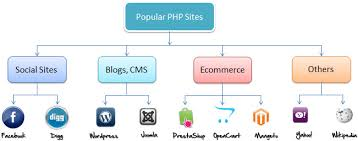 Popular PHP Sites
Social Sites
Blogs, CMS
Ecommerce
Others
digg
Facebook
Digg
Wordpress
Joomla
PrestaShop
OpenCart
Magento
Yahoo!
Wikipedia